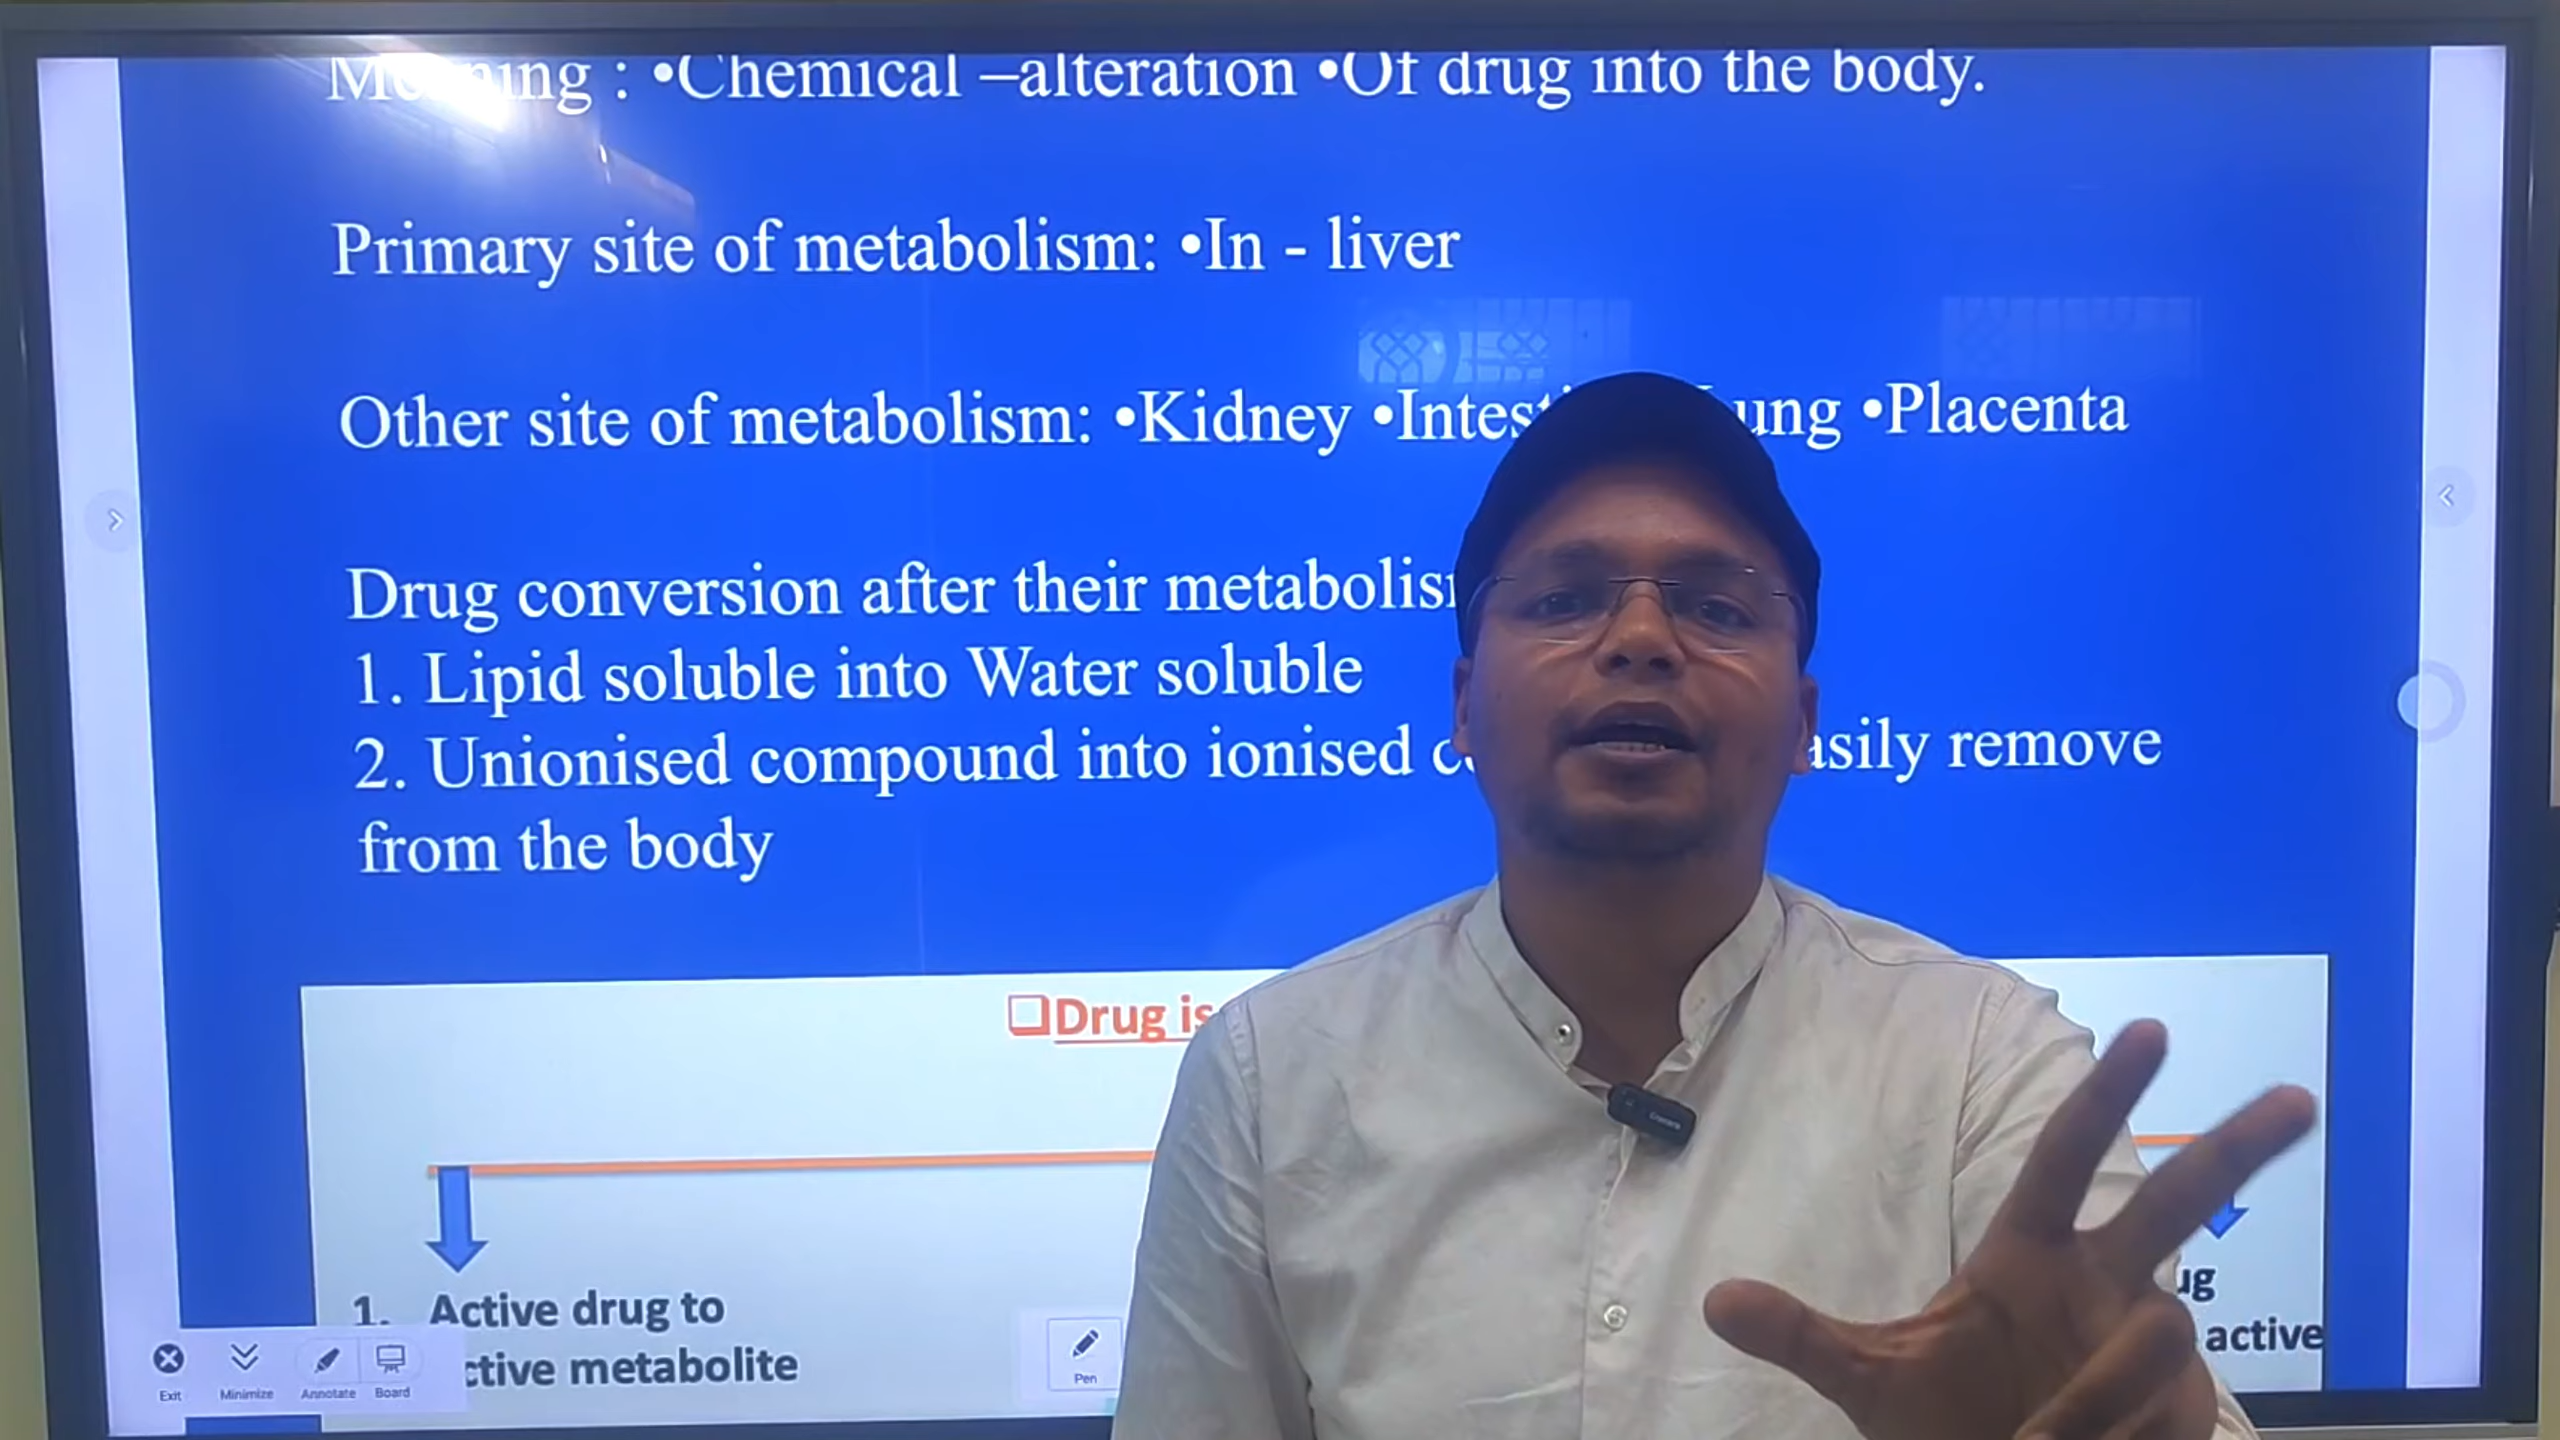 : •Chemical –alteration •Of drug into the body.
Primary site of metabolism: •In - liver
Other site of metabolism: •Kidney •Placenta
Drug conversion after their
1. Lipid soluble into Water soluble
2. Unionised compound into ionised remove
from the body
❑Drug is
1. Active drug to
metabolite
active
Exit
Minimize
Annotate
Board
Pen